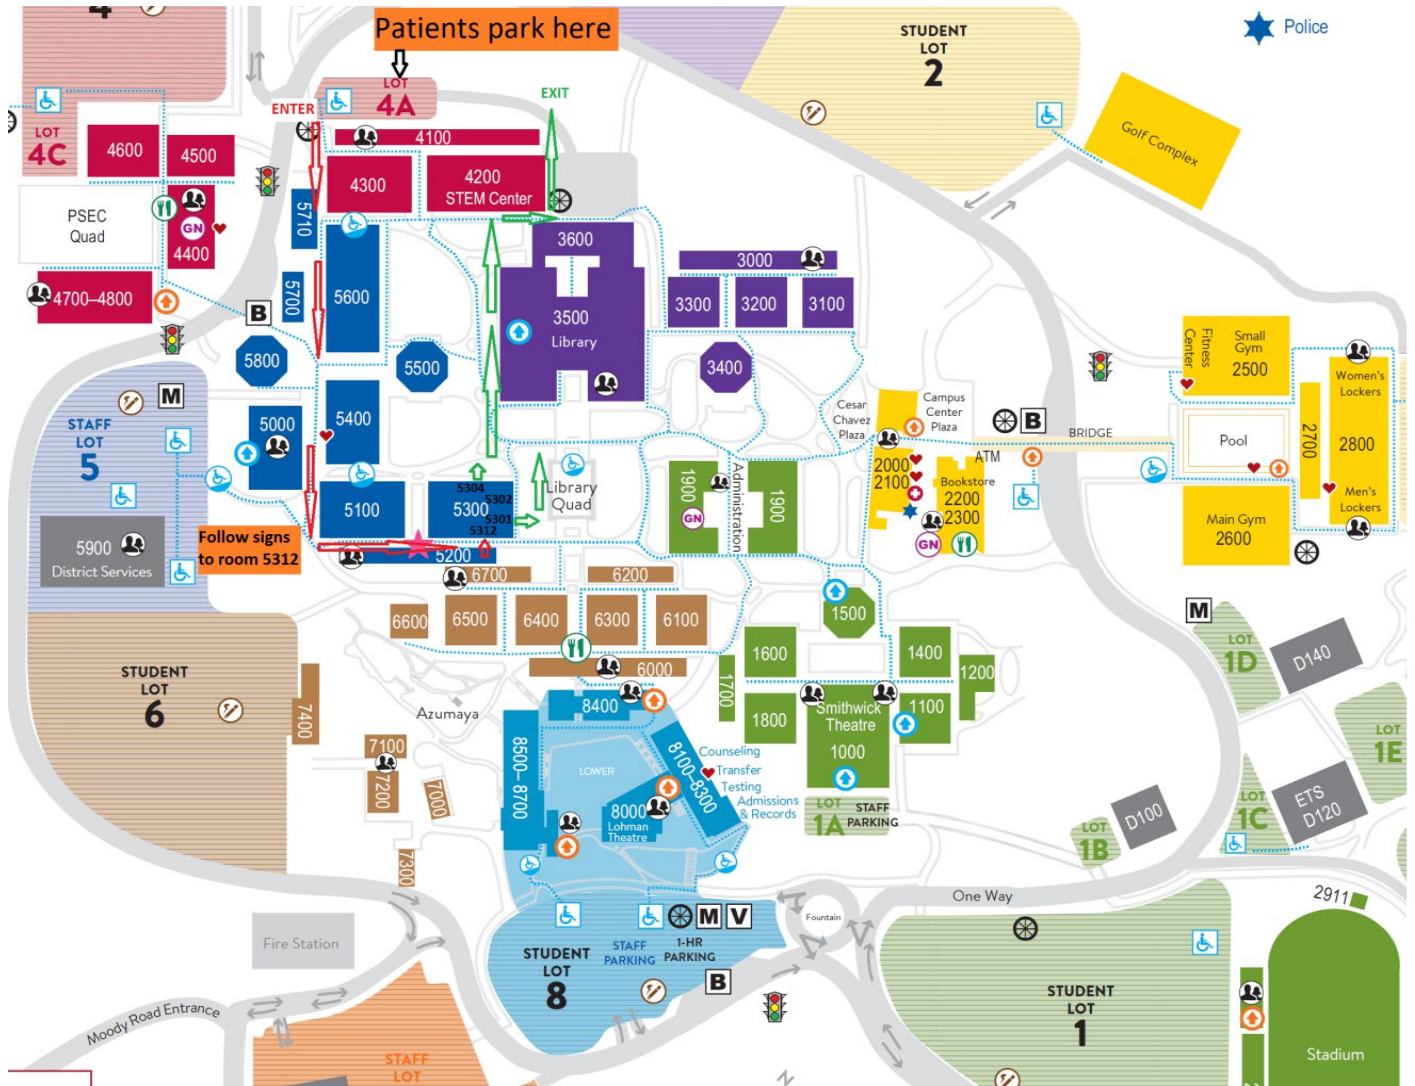 4
Patients park here
LOT
4A
ENTER
EXIT
STUDENT
LOT
2
Police
Golf Complex
LOT
4C
4600
4500
4100
4300
4200
STEM Center
PSEC
Quad
GN
4400
4700–4800
5710
5700
5600
B
5800
5500
3600
3500
Library
3000
3300
3200
3100
3400
Fitness
Center
Small
Gym
2500
Women's
Lockers
2700
2800
Pool
Men's
Lockers
Main Gym
2600
M
STAFF
LOT
5
5000
5400
Cesar
Chavez
Plaza
Campus
Center
Plaza
B
BRIDGE
ATM
2000
2100
Bookstore
2200
2300
GN
5100
5300
5304
5302
5301
5312
Library
Quad
1900
Administration
1900
GN
5900
District Services
Follow signs
to room 5312
5200
6700
6200
6600
6500
6400
6300
6100
6000
1500
1600
1400
1200
1700
1800
1100
Smithwick
Theatre
1000
M
LOT
1D
D140
LOT
1E
LOT
1C
ETS
D120
LOT
1B
D100
STUDENT
LOT
6
7400
Azumaya
7100
7200
7000
7300
8400
8500–8700
LOWER
8100–8300
8000
Lohman
Theatre
Counseling
Transfer
Testing
Admissions
& Records
LOT
1A
STAFF
PARKING
Fire Station
Moody Road Entrance
STUDENT
LOT
8
STAFF
PARKING
1-HR
PARKING
M
V
B
Fountain
One Way
2911
STUDENT
LOT
1
Stadium
STAFF
LOT
N